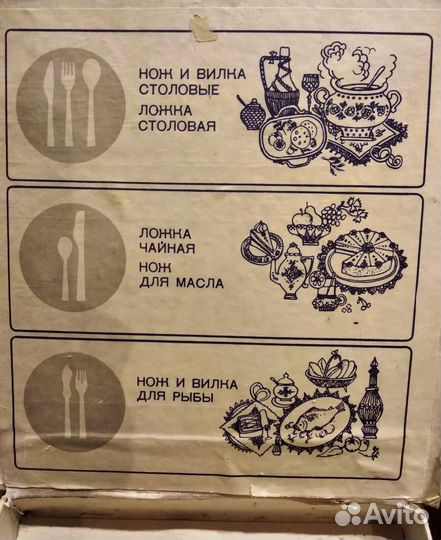 НОЖ И ВИЛКА
СТОЛОВЫЕ
ЛОЖКА
СТОЛОВАЯ
ЛОЖКА
ЧАЙНАЯ
НОЖ
ДЛЯ МАСЛА
НОЖ И ВИЛКА
ДЛЯ РЫБЫ
Avito